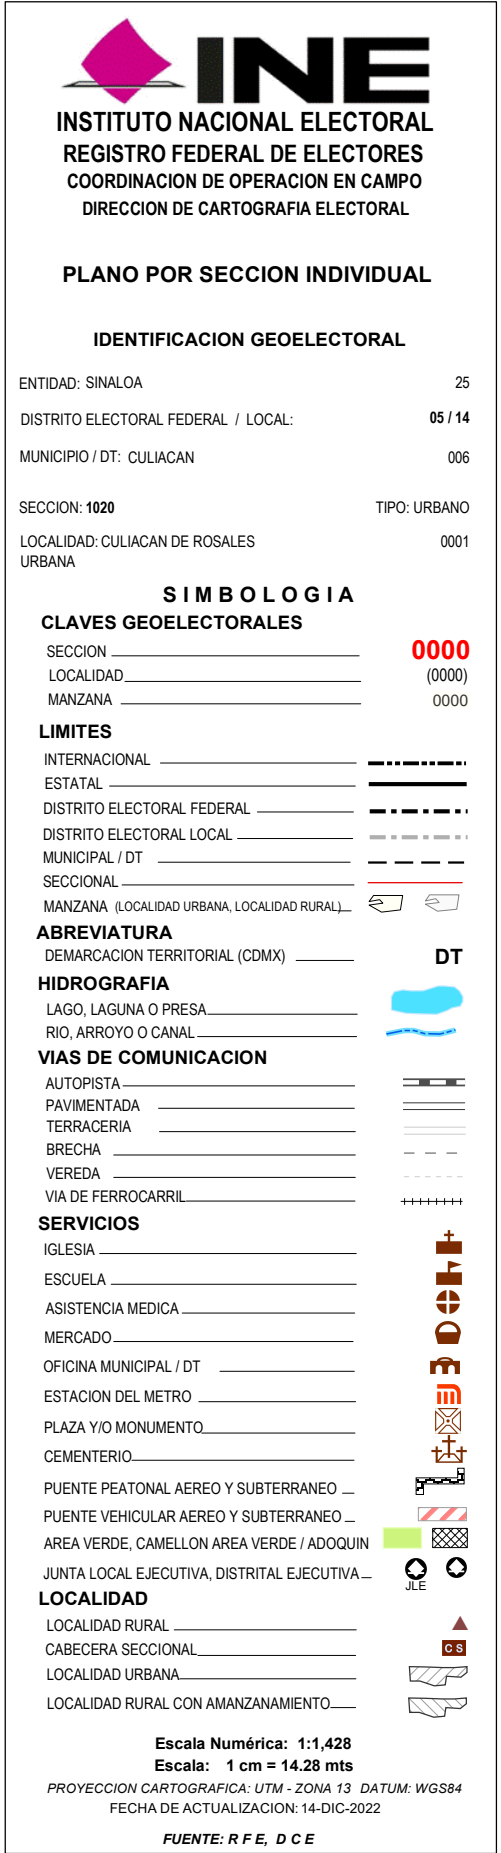 INE
INSTITUTO NACIONAL ELECTORAL
REGISTRO FEDERAL DE ELECTORES
COORDINACION DE OPERACION EN CAMPO
DIRECCION DE CARTOGRAFIA ELECTORAL
PLANO POR SECCION INDIVIDUAL
IDENTIFICACION GEOELECTORAL
ENTIDAD: SINALOA 25
DISTRITO ELECTORAL FEDERAL / LOCAL: 05 / 14
MUNICIPIO / DT: CULIACAN 006
SECCION: 1020 TIPO: URBANO
LOCALIDAD: CULIACAN DE ROSALES 0001
URBANA
SIMBOLOGIA
CLAVES GEOELECTORALES
SECCION 0000
LOCALIDAD (0000)
MANZANA 0000
LIMITES
INTERNACIONAL
ESTATAL
DISTRITO ELECTORAL FEDERAL
DISTRITO ELECTORAL LOCAL
MUNICIPAL / DT
SECCIONAL
MANZANA (LOCALIDAD URBANA, LOCALIDAD RURAL)
ABREVIATURA
DEMARCACION TERRITORIAL (CDMX) DT
HIDROGRAFIA
LAGO, LAGUNA O PRESA
RIO, ARROYO O CANAL
VIAS DE COMUNICACION
AUTOPISTA
PAVIMENTADA
TERRACERIA
BRECHA
VEREDA
VIA DE FERROCARRIL
SERVICIOS
IGLESIA
ESCUELA
ASISTENCIA MEDICA
MERCADO
OFICINA MUNICIPAL / DT
ESTACION DEL METRO
PLAZA Y/O MONUMENTO
CEMENTERIO
PUENTE PEATONAL AEREO Y SUBTERRANEO
PUENTE VEHICULAR AEREO Y SUBTERRANEO
AREA VERDE, CAMELLON AREA VERDE / ADOQUIN
JUNTA LOCAL EJECUTIVA, DISTRITAL EJECUTIVA
JLE
LOCALIDAD
LOCALIDAD RURAL
CABECERA SECCIONAL C S
LOCALIDAD URBANA
LOCALIDAD RURAL CON AMANZANAMIENTO
Escala Numérica: 1:1,428
Escala: 1 cm = 14.28 mts
PROYECCION CARTOGRAFICA: UTM - ZONA 13 DATUM: WGS84
FECHA DE ACTUALIZACION: 14-DIC-2022
FUENTE: R F E, D C E